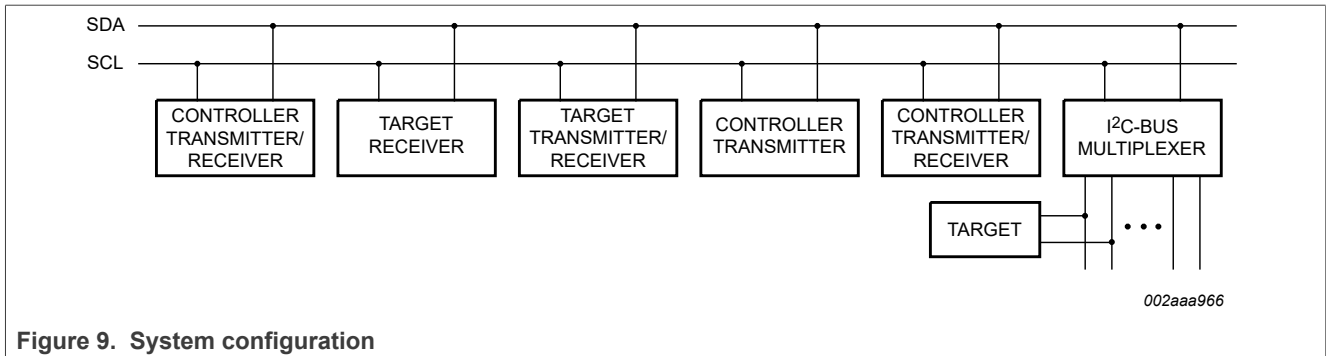 SDA
SCL
CONTROLLER
TRANSMITTER/
RECEIVER
TARGET
RECEIVER
TARGET
TRANSMITTER/
RECEIVER
CONTROLLER
TRANSMITTER
CONTROLLER
TRANSMITTER/
RECEIVER
I²C-BUS
MULTIPLEXER
TARGET
002aaa966
Figure 9. System configuration